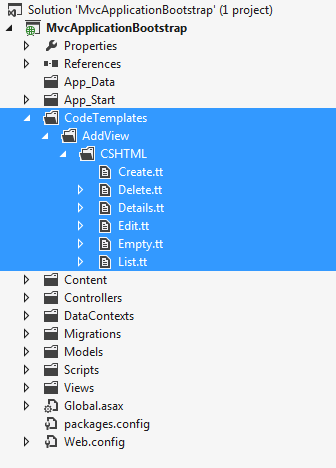 Solution 'MvcApplicationBootstrap' (1 project)
MvcApplicationBootstrap
Properties
References
App_Data
App_Start
CodeTemplates
AddView
CSHTML
Create.tt
Delete.tt
Details.tt
Edit.tt
Empty.tt
List.tt
Content
Controllers
DataContexts
Migrations
Models
Scripts
Views
Global.asax
packages.config
Web.config